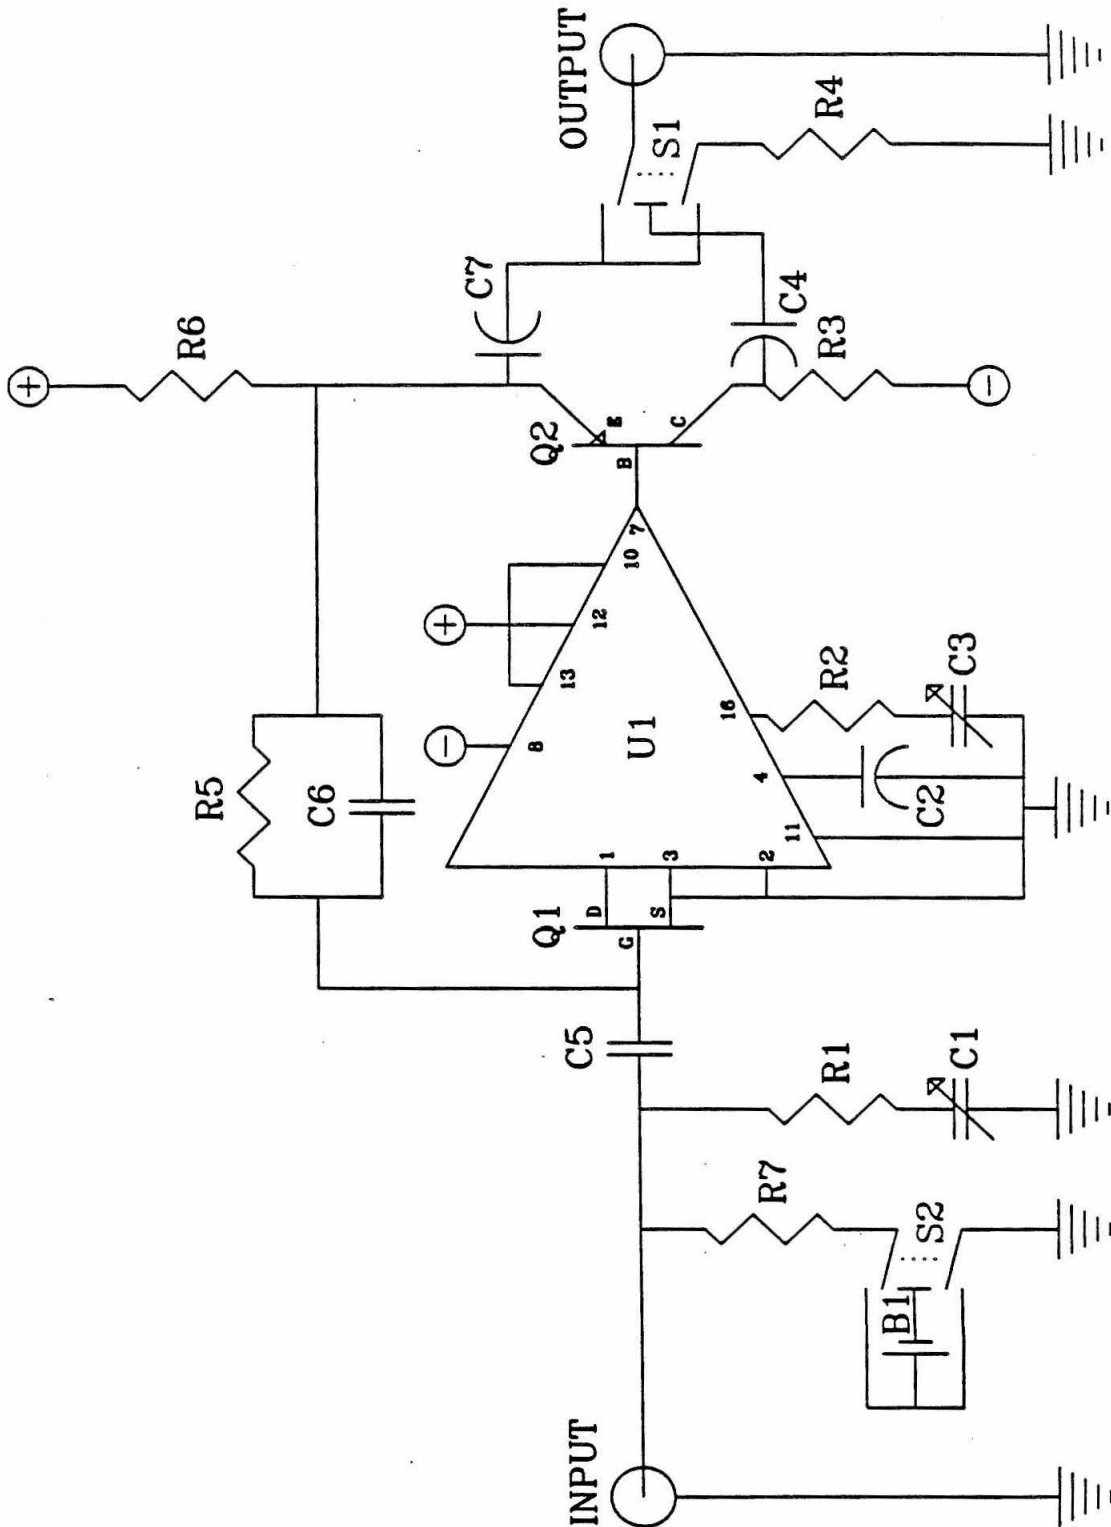 OUTPUT
S1
R4
C7
C4
R6
R3
+
-
Q2
E
B
C
7
10
12
13
8
+
-
U1
16
4
11
R2
C3
C2
R5
C6
1
3
2
Q1
D
S
G
C5
R1
C1
R7
S2
B1
INPUT